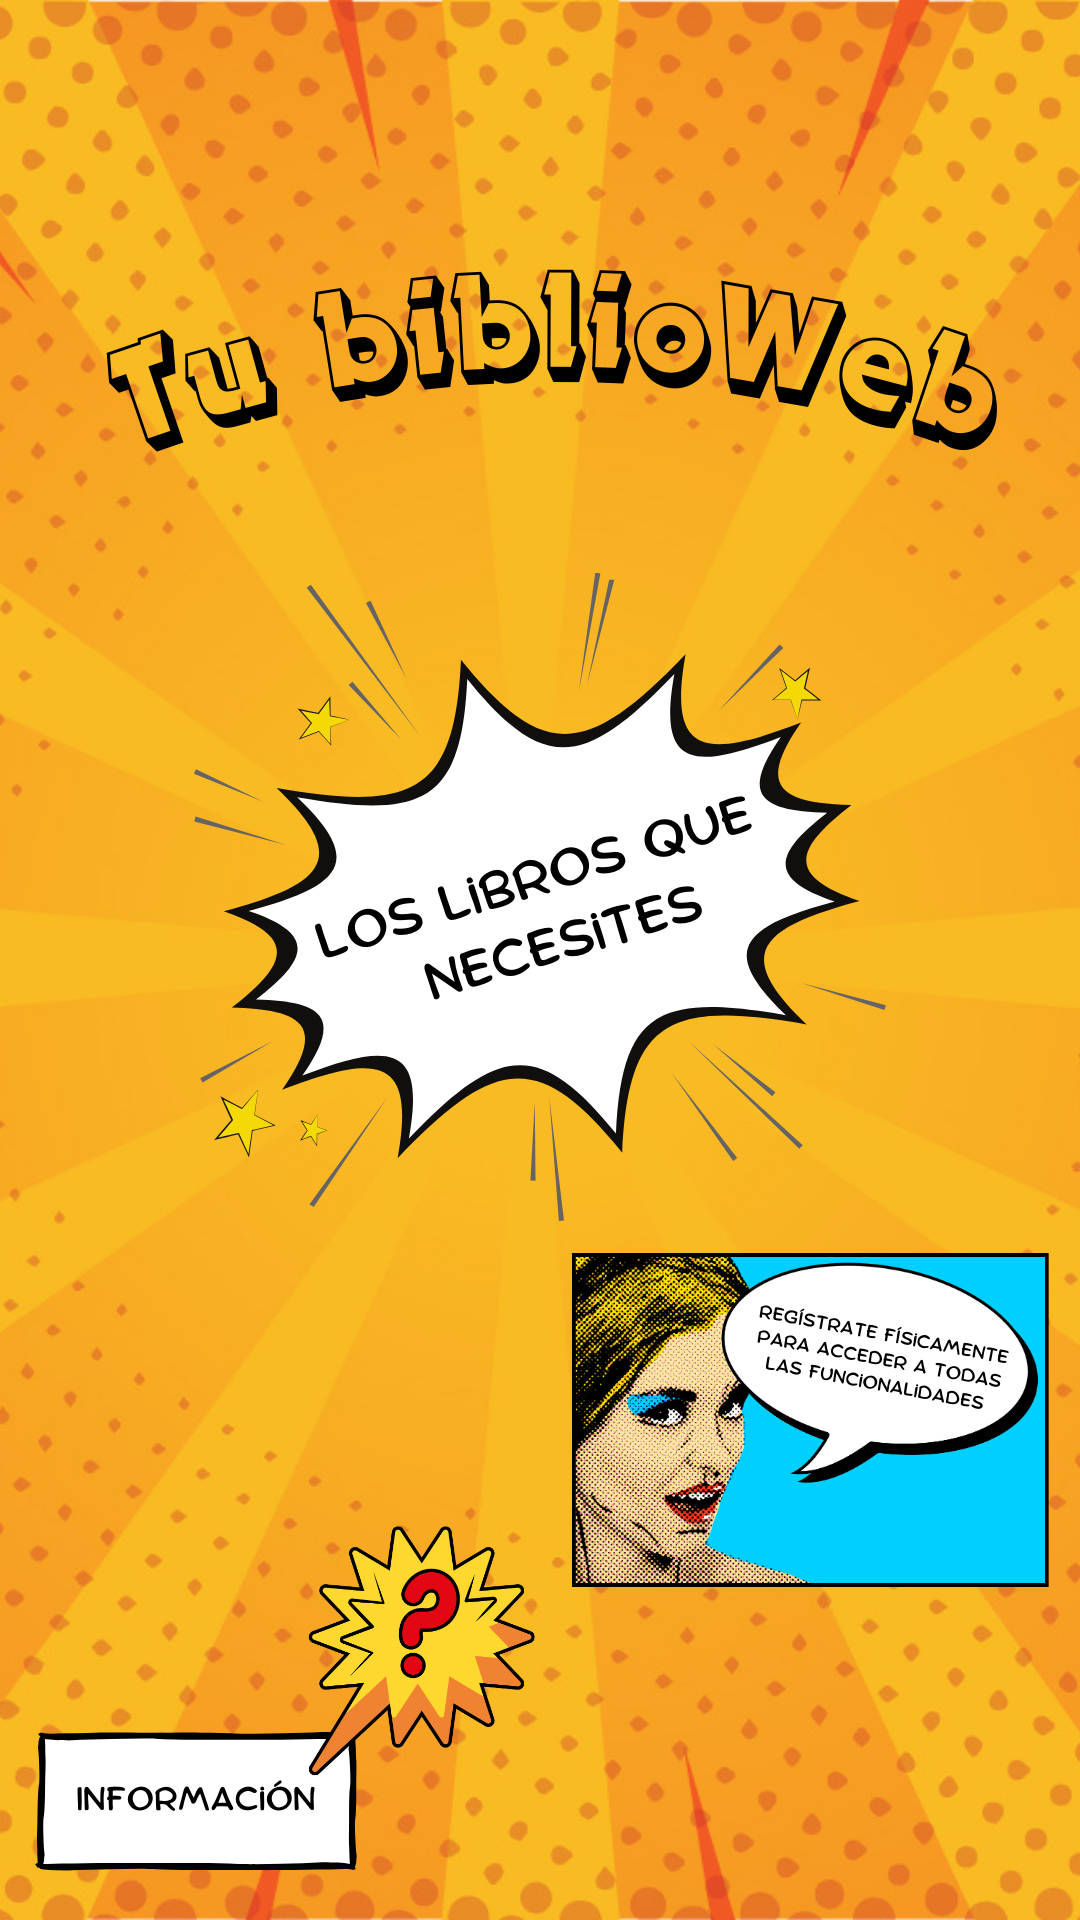 Tu biblioWeb
LOS LIBROS QUE
NECESITES
REGÍSTRATE FÍSICAMENTE
PARA ACCEDER A TODAS
LAS FUNCIONALIDADES
?
INFORMACIÓN